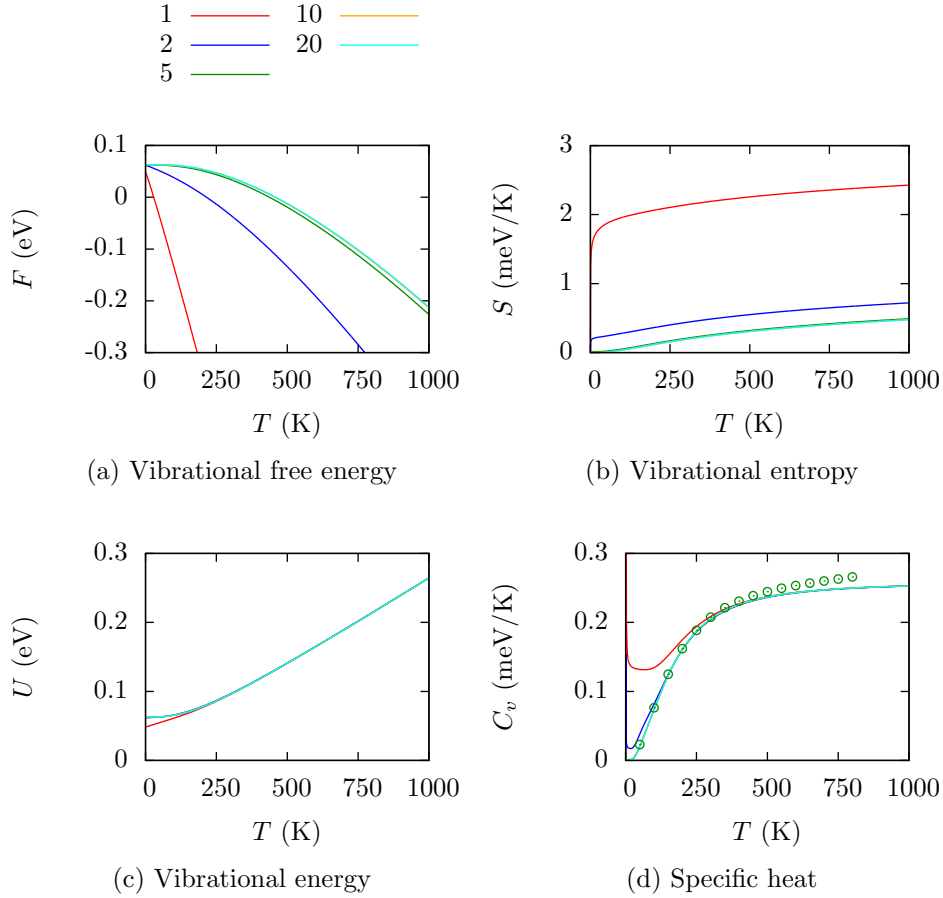 1 10
2 20
5
0.1
0
-0.1
-0.2
-0.3
F (eV)
0 250 500 750 1000
T (K)
(a) Vibrational free energy
3
2
1
0
S (meV/K)
0 250 500 750 1000
T (K)
(b) Vibrational entropy
0.3
0.2
0.1
0
U (eV)
0 250 500 750 1000
T (K)
(c) Vibrational energy
0.3
0.2
0.1
0
C_v (meV/K)
0 250 500 750 1000
T (K)
(d) Specific heat